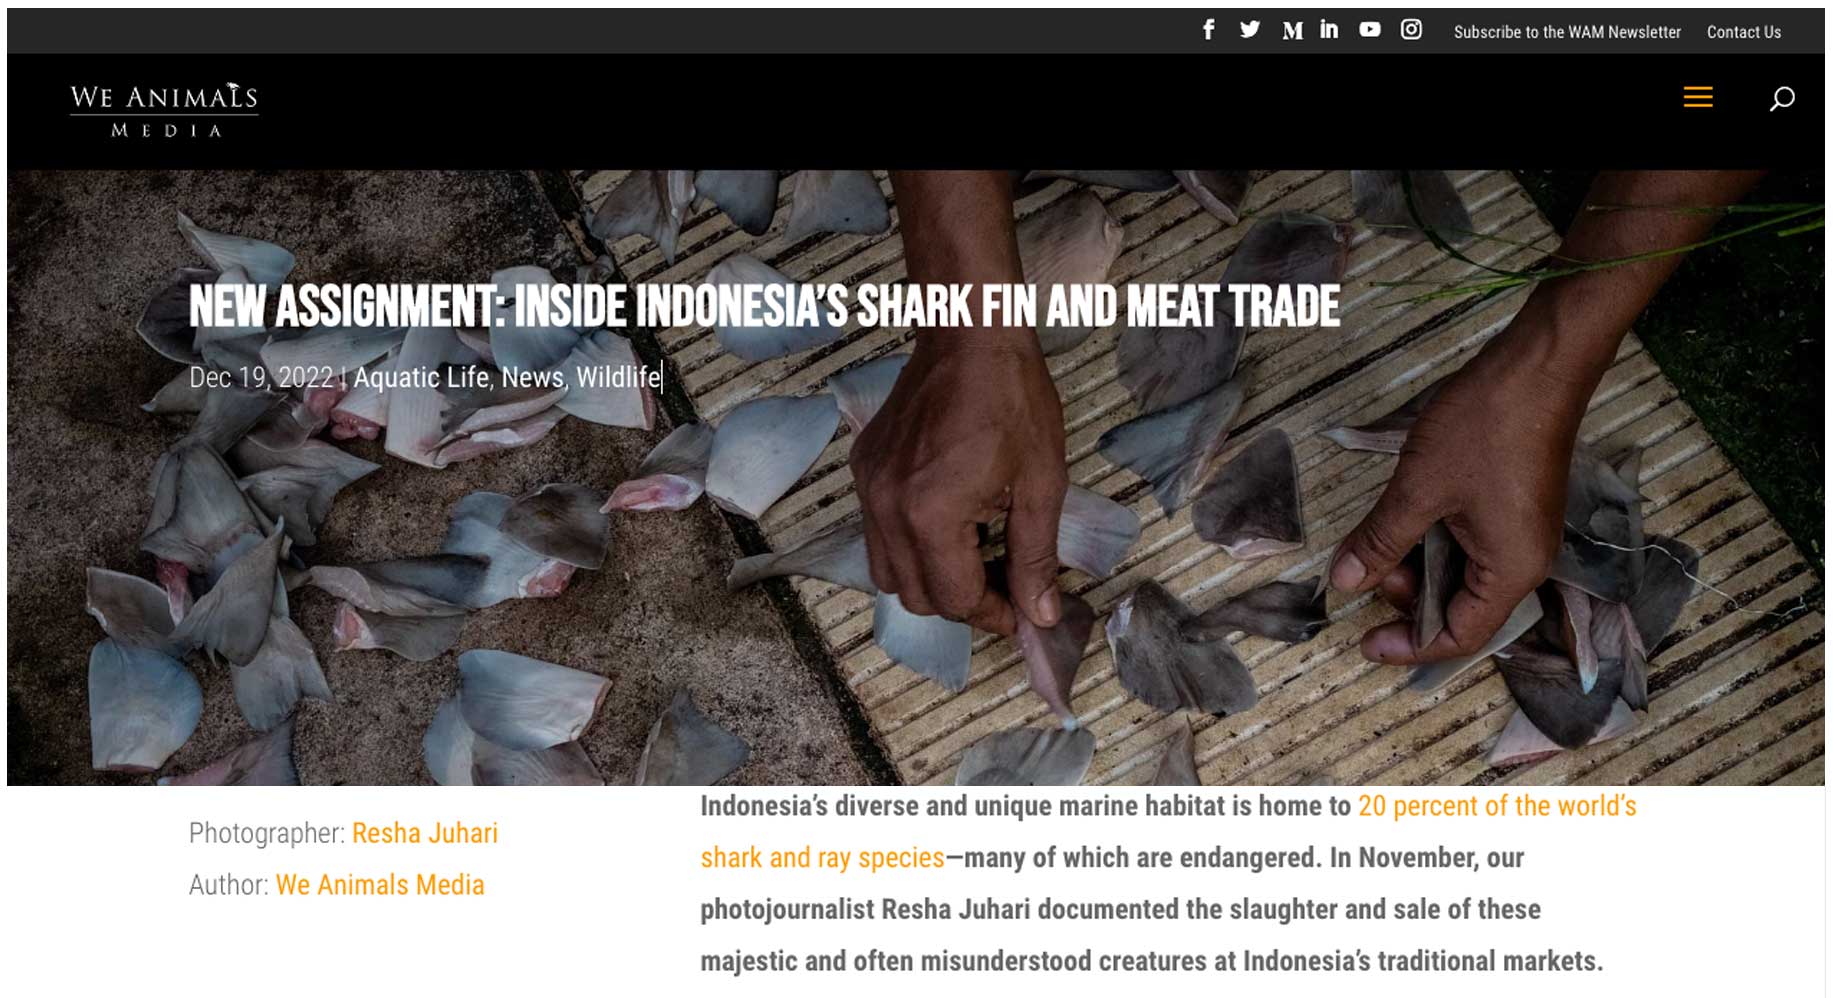 Subscribe to the WAM Newsletter Contact Us
WE ANIMALS
MEDIA
NEW ASSIGNMENT: INSIDE INDONESIA'S SHARK FIN AND MEAT TRADE
Dec 19, 2022 | Aquatic Life, News, Wildlife
Photographer: Resha Juhari
Author: We Animals Media
Indonesia's diverse and unique marine habitat is home to 20 percent of the world's
shark and ray species—many of which are endangered. In November, our
photojournalist Resha Juhari documented the slaughter and sale of these
majestic and often misunderstood creatures at Indonesia's traditional markets.